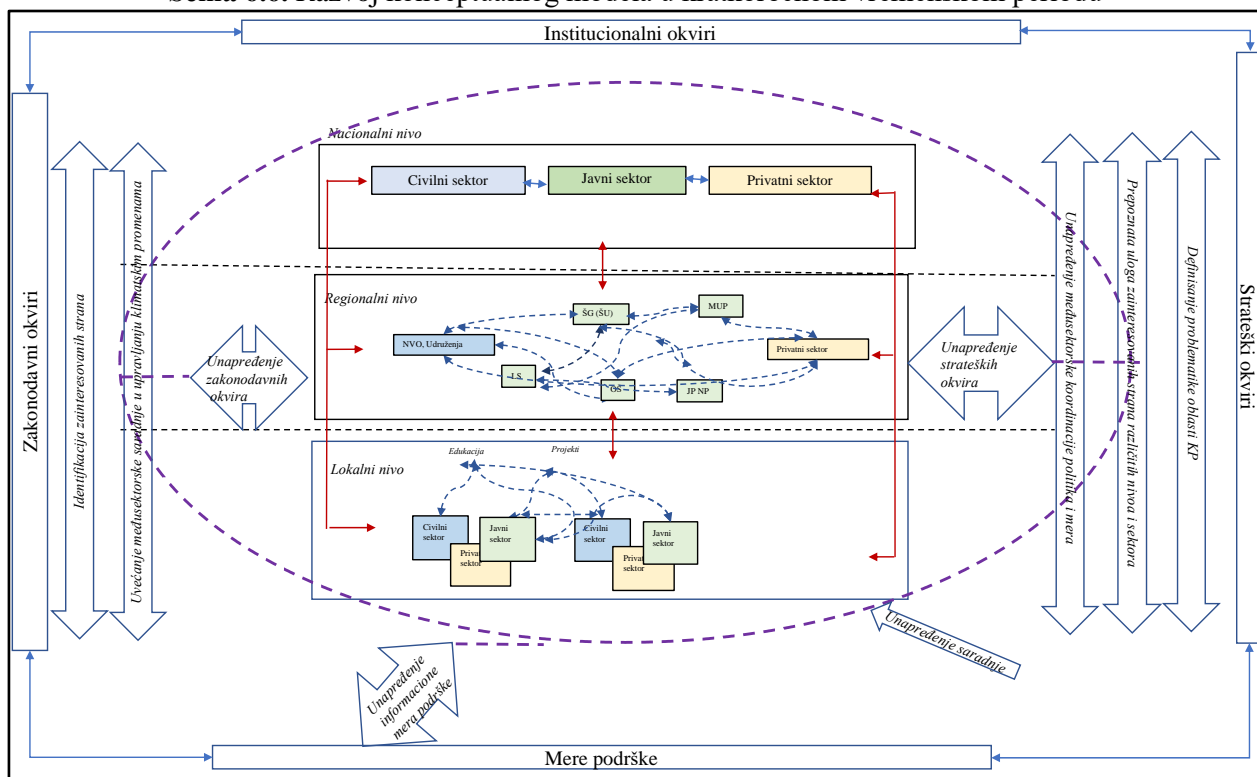 Institucionalni okviri
Zakonodavni okviri
Identifikacija zainteresovanih strana
Uvećanje međusektorske saradnje u upravljanju klimatskim promenama
Nacionalni nivo
Civilni sektor
Javni sektor
Privatni sektor
Regionalni nivo
ŠG (ŠU)
MUP
NVO, Udruženja
Privatni sektor
LS
GS
JP NP
Unapređenje
zakonodavnih
okvira
Unapređenje
strateških
okvira
Lokalni nivo
Edukacija
Projekti
Civilni
sektor
Javni
sektor
sektor
Civilni
sektor
Javni
sektor
sektor
Unapređenje međusektorske koordinacije politika i mera
Prepoznata uloga zainteresovanih strana različitih nivoa i sektora
Definisanje problematike oblasti KP
Strateški okviri
Unapređenje saradnje
Unapređenje
informacione
mera podrške
Mere podrške